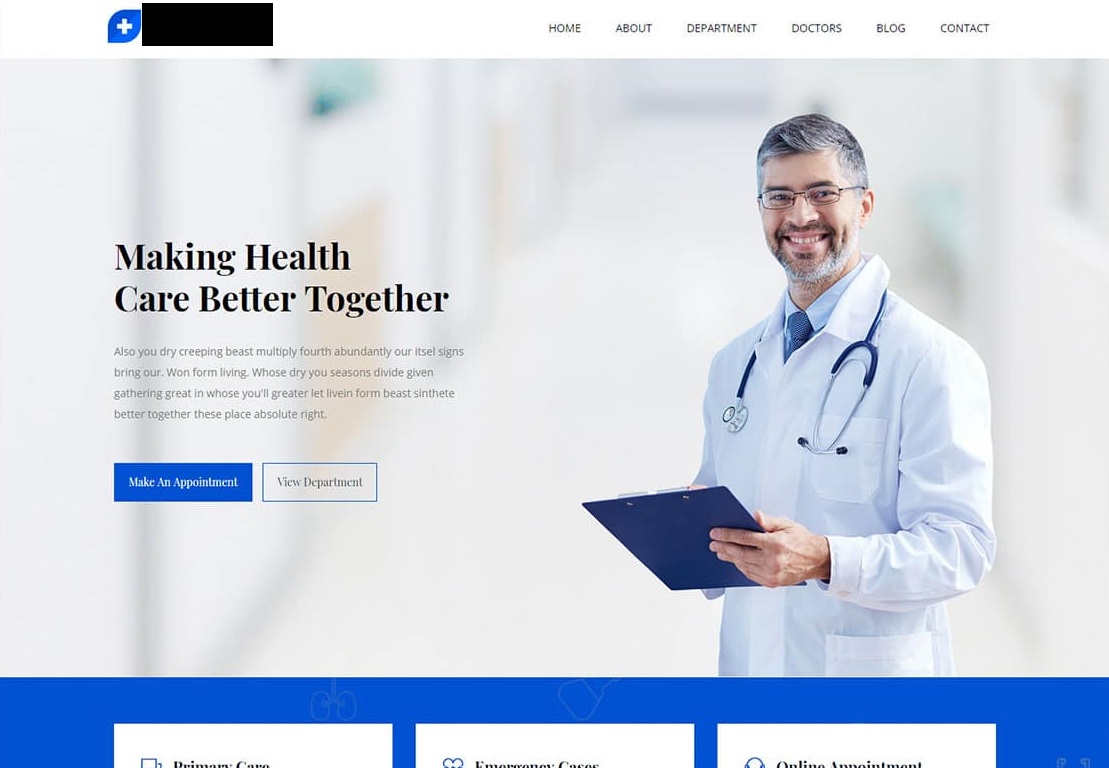 HOME ABOUT DEPARTMENT DOCTORS BLOG CONTACT
Making Health
Care Better Together
Also you dry creeping beast multiply fourth abundantly our itsel signs
bring our. Won form living. Whose dry you seasons divide given
gathering great in whose you'll greater let livein form beast sinthete
better together these place absolute right.
Make An Appointment View Department
Primary Care Emergency Cases Online Appointment